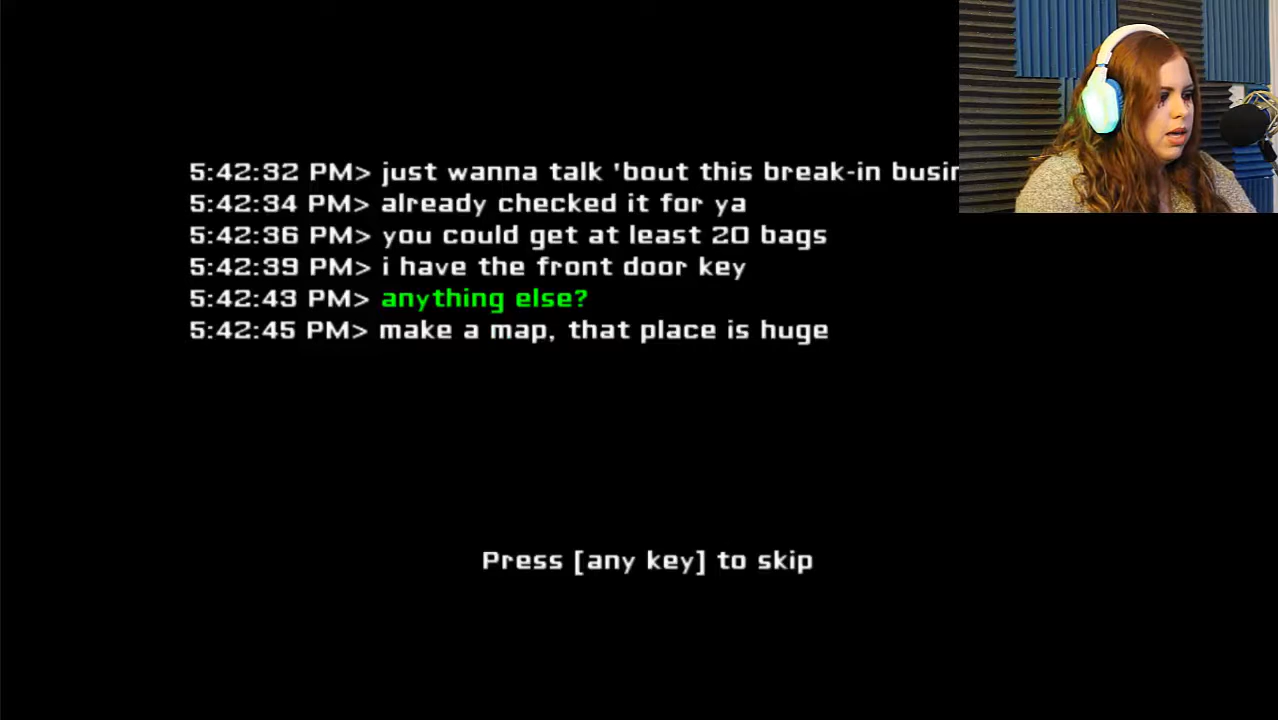 5:42:32 PM> just wanna talk 'bout this break-in
5:42:34 PM> already checked it for ya
5:42:36 PM> you could get at least 20 bags
5:42:39 PM> i have the front door key
5:42:43 PM> anything else?
5:42:45 PM> make a map, that place is huge
Press [any key] to skip